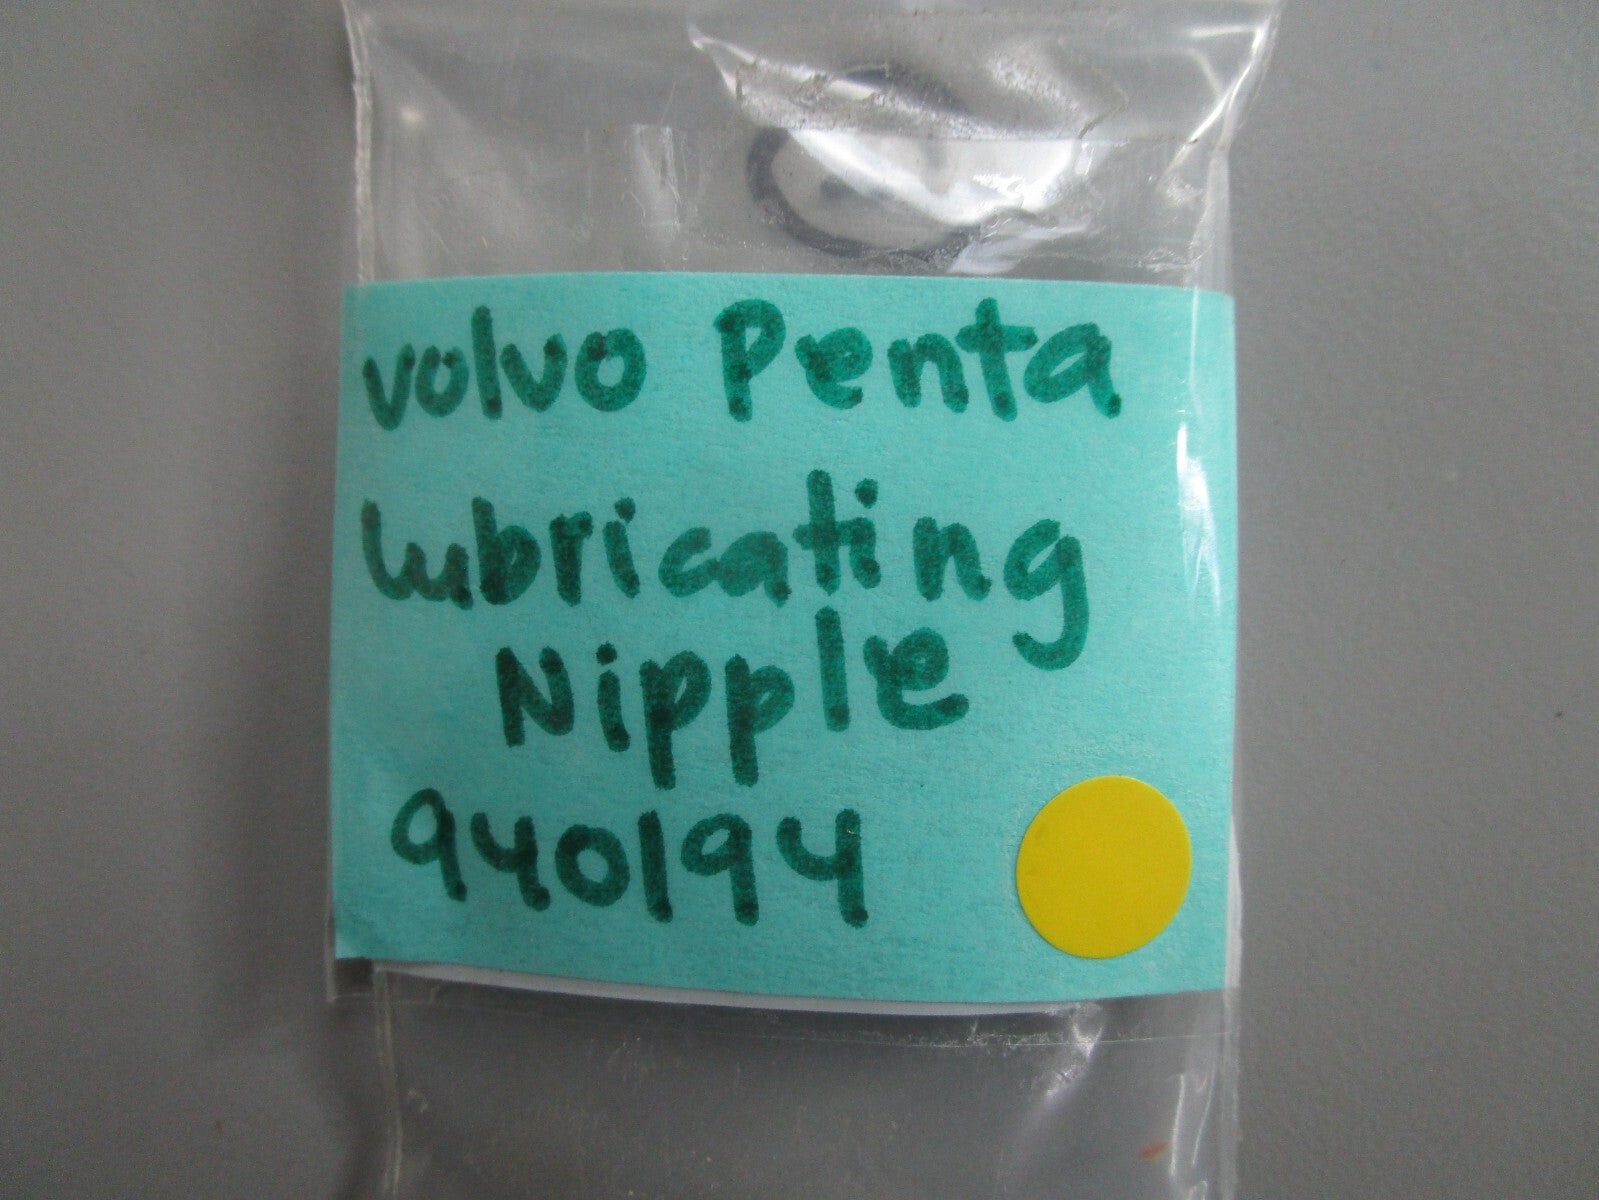 volvo Penta
lubricating
Nipple
940194